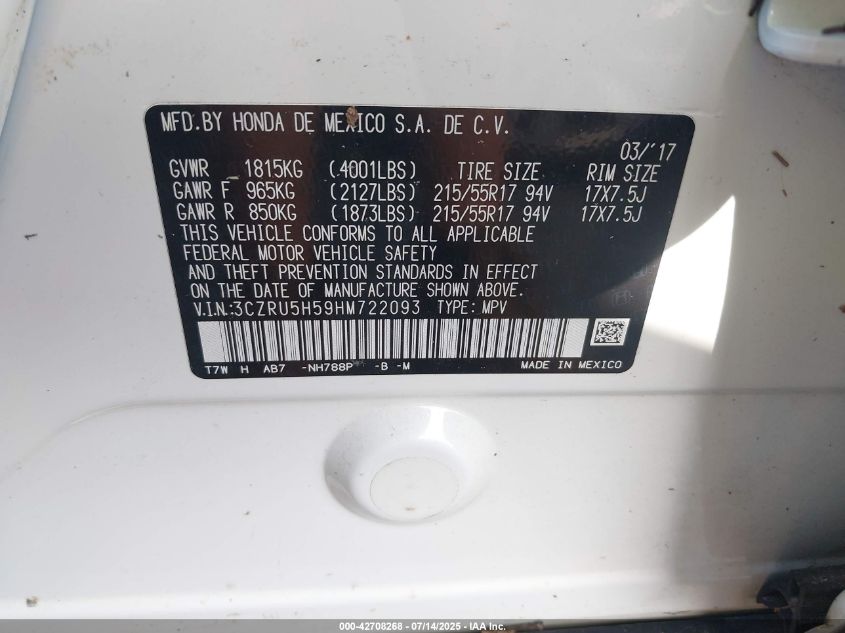 MFD.BY HONDA DE MEXICO S.A. DE C.V.
03/'17
GVWR 1815KG (4001LBS) TIRE SIZE RIM SIZE
GAWR F 965KG (2127LBS) 215/55R17 94V 17X7.5J
GAWR R 850KG (1873LBS) 215/55R17 94V 17X7.5J
THIS VEHICLE CONFORMS TO ALL APPLICABLE
FEDERAL MOTOR VEHICLE SAFETY
AND THEFT PREVENTION STANDARDS IN EFFECT
ON THE DATE OF MANUFACTURE SHOWN ABOVE.
V.I.N.:3CZRU5H59HM722093 TYPE: MPV
T7W H AB7 -NH788P -B -M MADE IN MEXICO
000-42708268 - 07/14/2025 - IAA Inc.